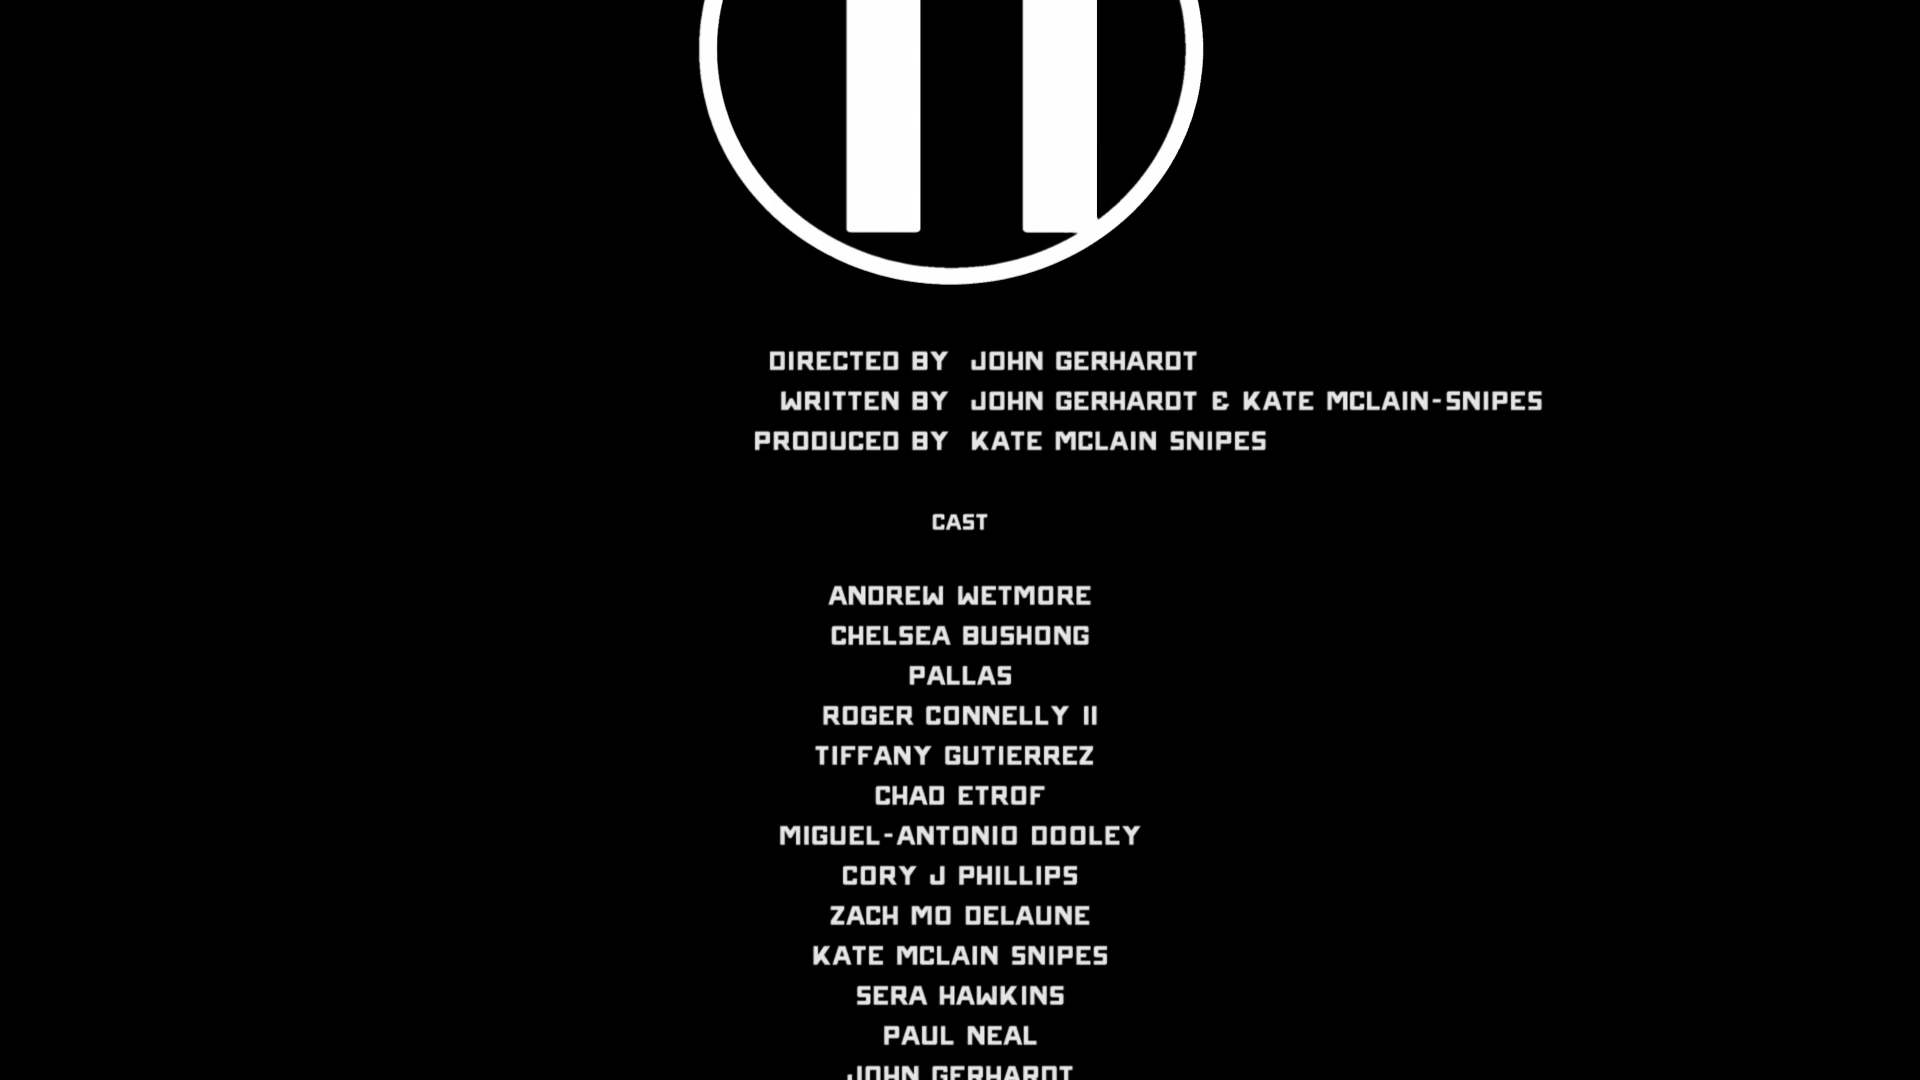 DIRECTED BY JOHN GERHARDT
WRITTEN BY JOHN GERHARDT & KATE MCLAIN-SNIPES
PRODUCED BY KATE MCLAIN SNIPES
CAST
ANDREW WETMORE
CHELSEA BUSHONG
PALLAS
ROGER CONNELLY II
TIFFANY GUTIERREZ
CHAD ETROF
MIGUEL-ANTONIO DOOLEY
CORY J PHILLIPS
ZACH MO DELAUNE
KATE MCLAIN SNIPES
SERA HAWKINS
PAUL NEAL
JOHN GERHARDT